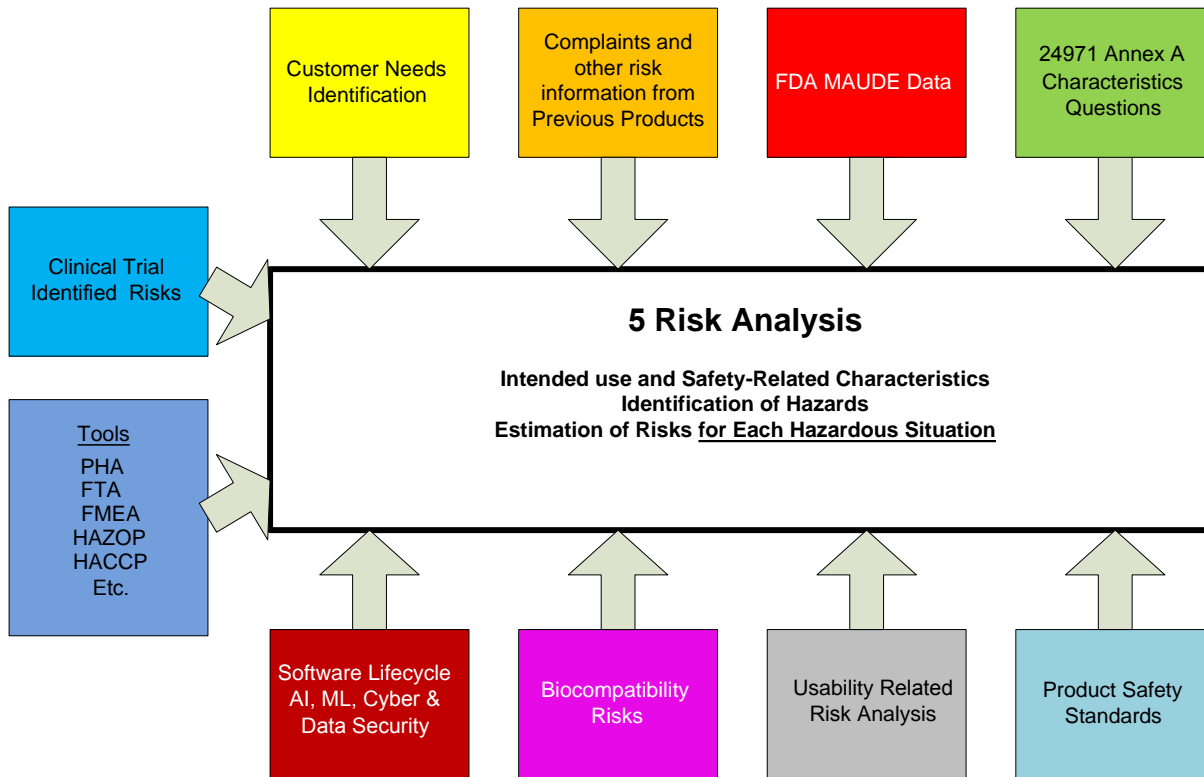 Customer Needs
Identification
Complaints and
other risk
information from
Previous Products
FDA MAUDE Data
24971 Annex A
Characteristics
Questions
Clinical Trial
Identified Risks
5 Risk Analysis
Intended use and Safety-Related Characteristics
Identification of Hazards
Estimation of Risks for Each Hazardous Situation
Tools
PHA
FTA
FMEA
HAZOP
HACCP
Etc.
Software Lifecycle
AI, ML, Cyber &
Data Security
Biocompatibility
Risks
Usability Related
Risk Analysis
Product Safety
Standards